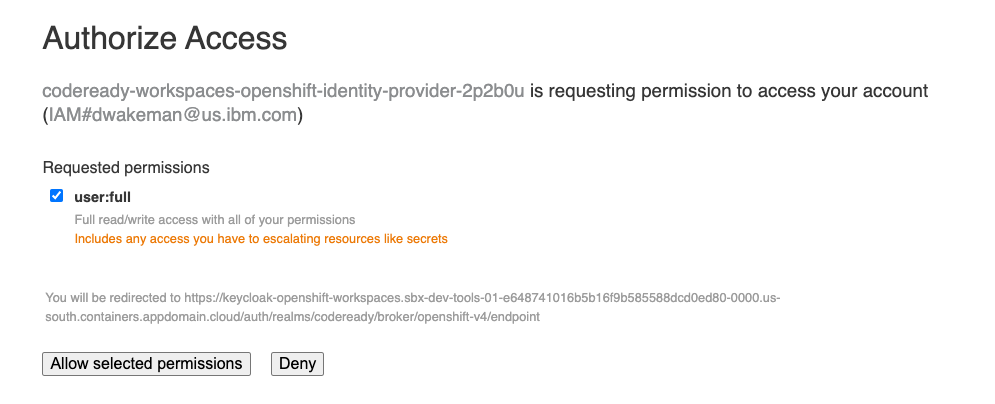 Authorize Access
codeready-workspaces-openshift-identity-provider-2p2b0u is requesting permission to access your account
(IAM#dwakeman@us.ibm.com)
Requested permissions
user:full
Full read/write access with all of your permissions
Includes any access you have to escalating resources like secrets
You will be redirected to https://keycloak-openshift-workspaces.sbx-dev-tools-01-e648741016b5b16f9b585588dcd0ed80-0000.us-
south.containers.appdomain.cloud/auth/realms/codeready/broker/openshift-v4/endpoint
Allow selected permissions Deny